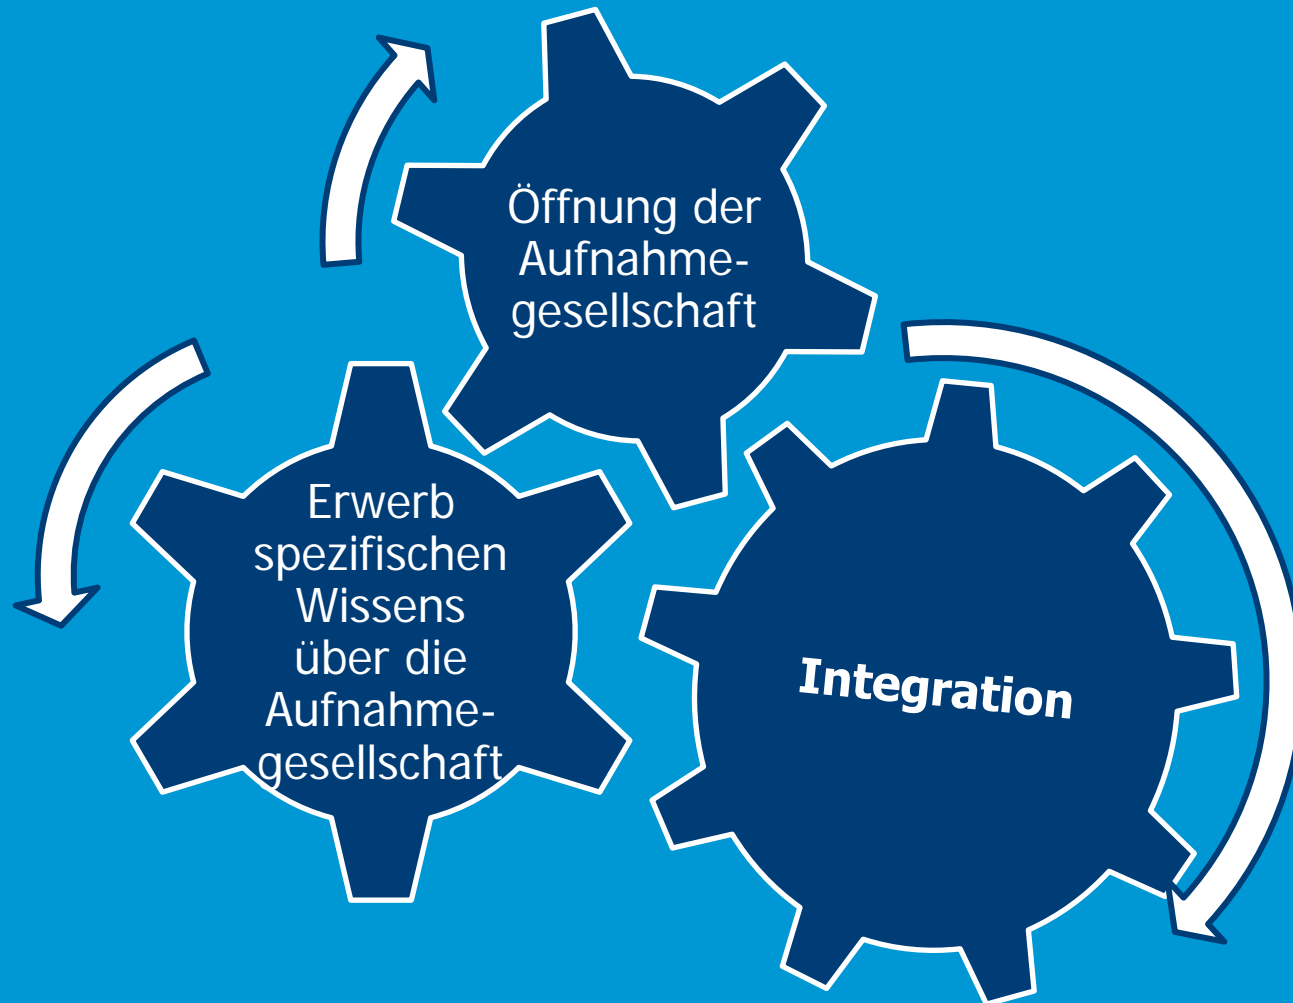 Öffnung der
Aufnahme-
gesellschaft
Erwerb
spezifischen
Wissens
über die
Aufnahme-
gesellschaft
Integration